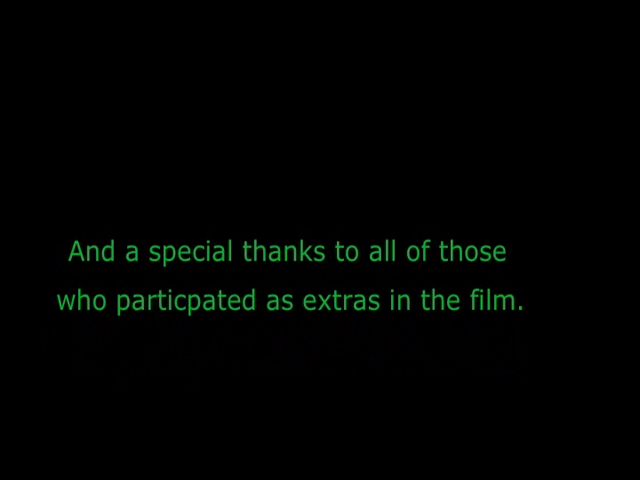 And a special thanks to all of those
who particpated as extras in the film.